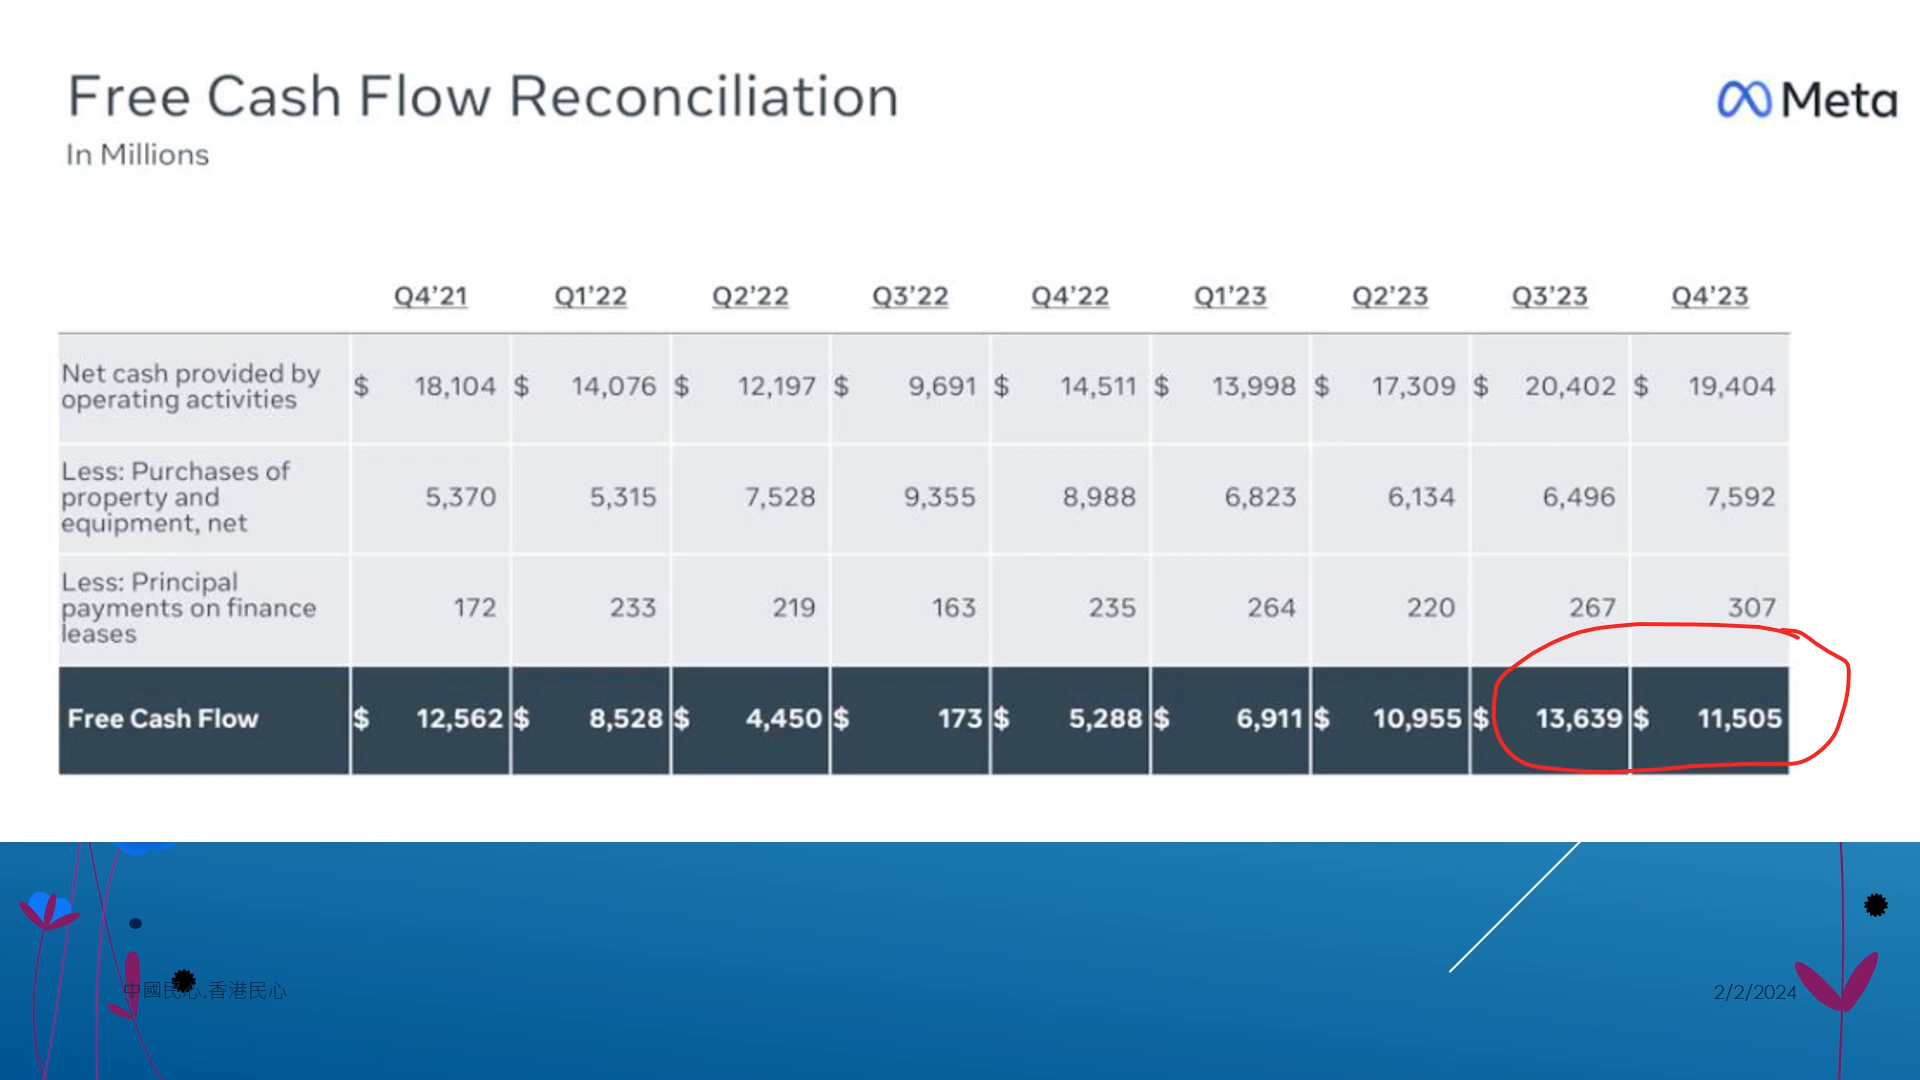 Free Cash Flow Reconciliation
Meta
In Millions
Q4’21 Q1’22 Q2’22 Q3’22 Q4’22 Q1’23 Q2’23 Q3’23 Q4’23
Net cash provided by
operating activities
$ 18,104 $ 14,076 $ 12,197 $ 9,691 $ 14,511 $ 13,998 $ 17,309 $ 20,402 $ 19,404
Less: Purchases of
property and
equipment, net
5,370 5,315 7,528 9,355 8,988 6,823 6,134 6,496 7,592
Less: Principal
payments on finance
leases
172 233 219 163 235 264 220 267 307
Free Cash Flow $ 12,562 $ 8,528 $ 4,450 $ 173 $ 5,288 $ 6,911 $ 10,955 $ 13,639 $ 11,505
中國民心.香港民心
2/2/2024